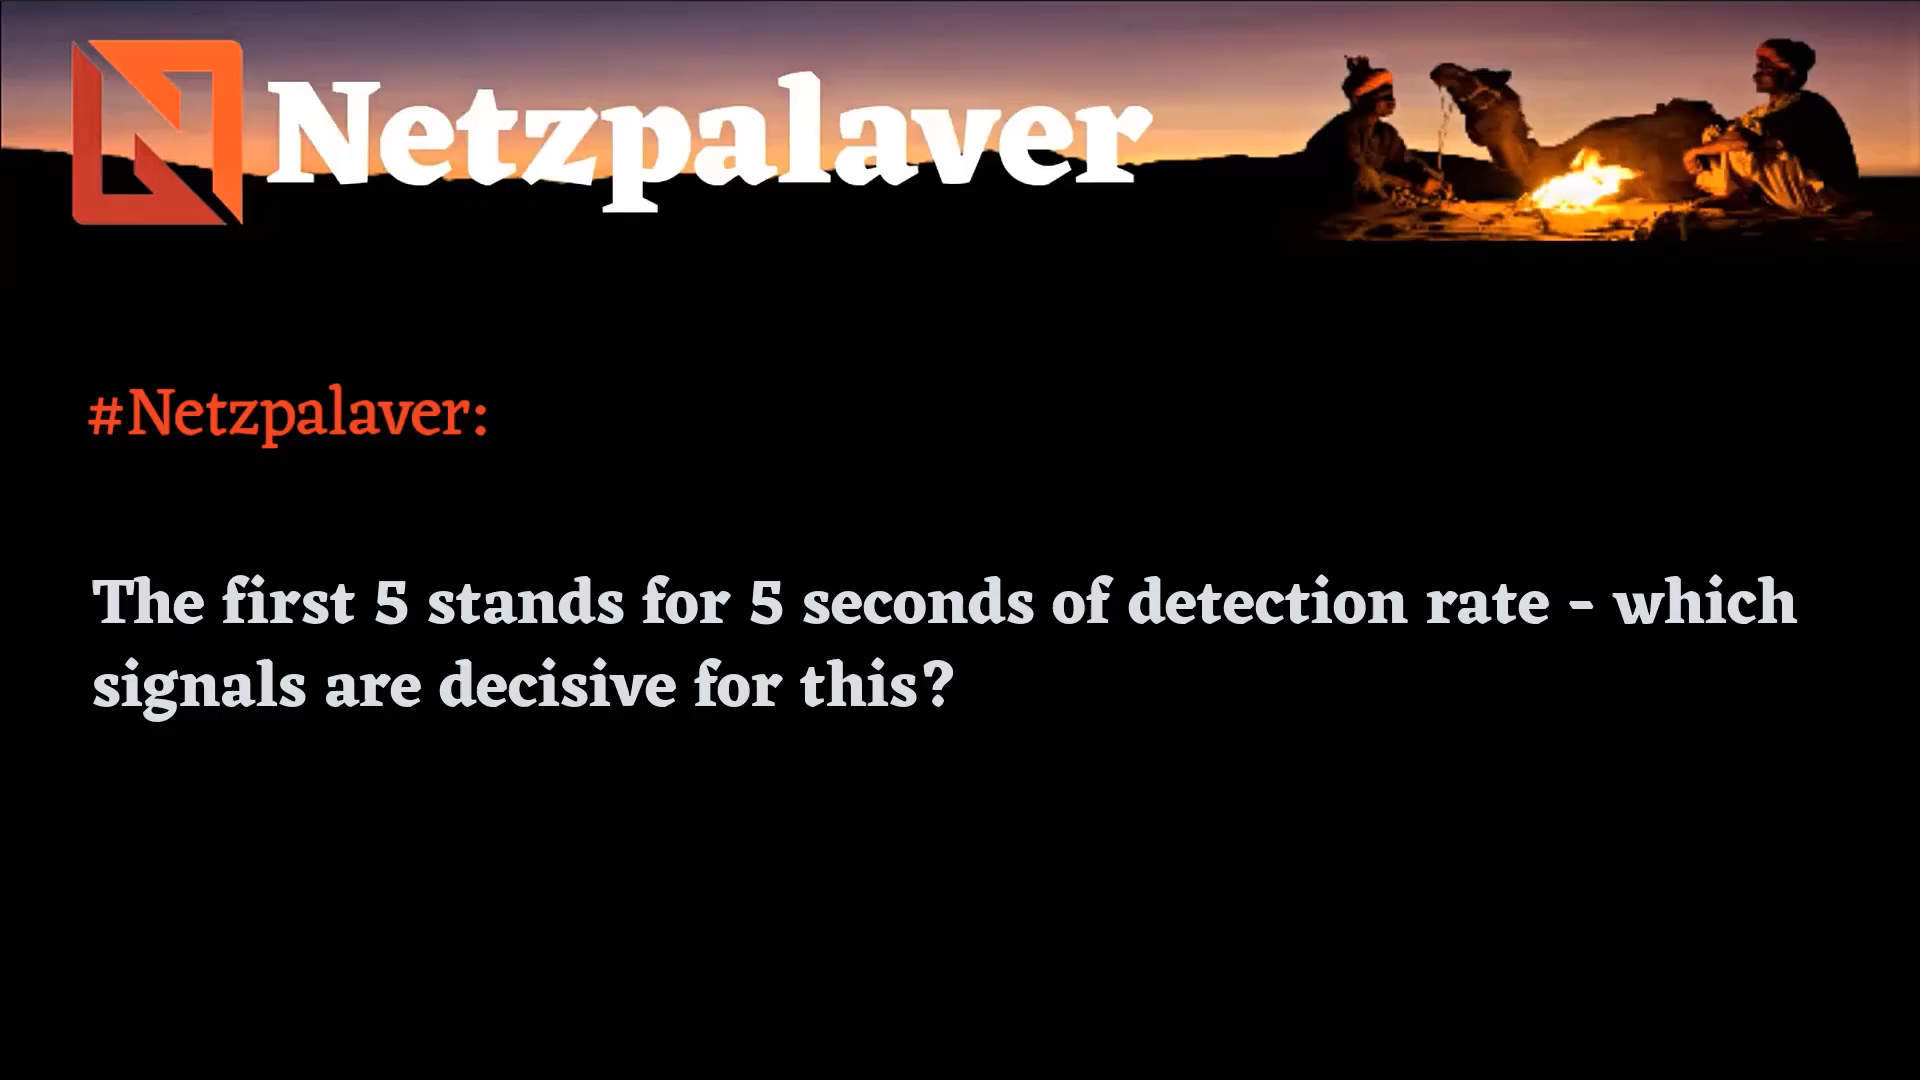 Netzpalaver
#Netzpalaver:
The first 5 stands for 5 seconds of detection rate - which
signals are decisive for this?